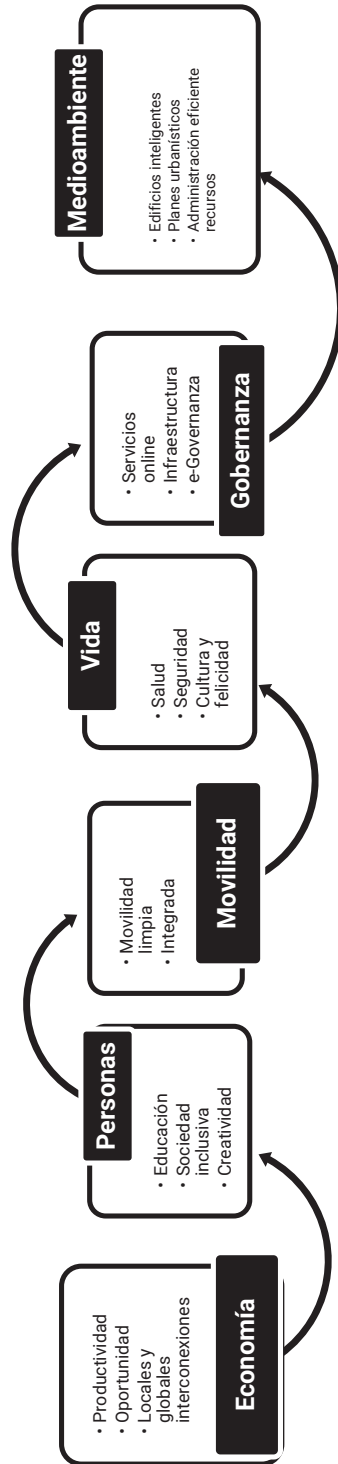 • Productividad
• Oportunidad
• Locales y
globales
interconexiones
Economía
Personas
• Educación
• Sociedad
inclusiva
• Creatividad
• Movilidad
limpia
• Integrada
Movilidad
Vida
• Salud
• Seguridad
• Cultura y
felicidad
• Servicios
online
• Infraestructura
• e-Governanza
Gobernanza
Medioambiente
• Edificios inteligentes
• Planes urbanísticos
• Administración eficiente
recursos